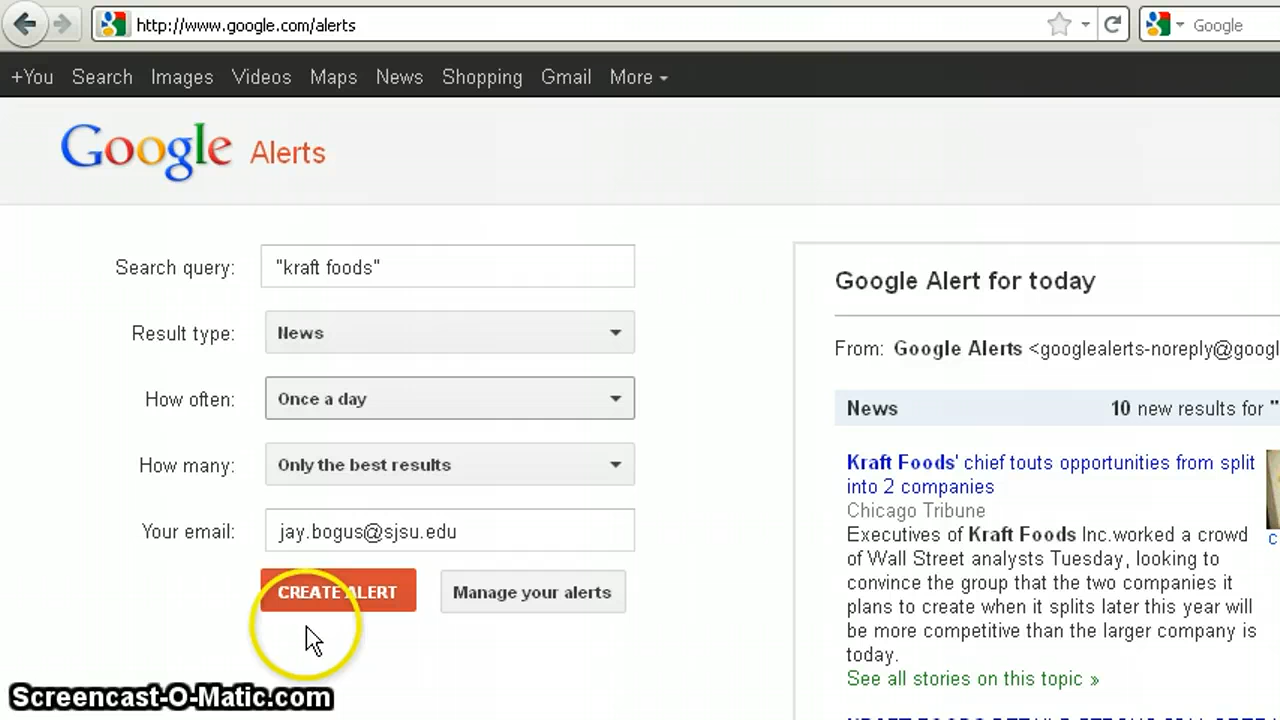 http://www.google.com/alerts
Google
+You Search Images Videos Maps News Shopping Gmail More
Google Alerts
Search query: "kraft foods"
Result type: News
How often: Once a day
How many: Only the best results
Your email: jay.bogus@sjsu.edu
CREATE ALERT Manage your alerts
Google Alert for today
From: Google Alerts <googlealerts-noreply@googl
News 10 new results for "
Kraft Foods' chief touts opportunities from split
into 2 companies
Chicago Tribune
Executives of Kraft Foods Inc.worked a crowd
of Wall Street analysts Tuesday, looking to
convince the group that the two companies it
plans to create when it splits later this year will
be more competitive than the larger company is
today.
See all stories on this topic »
Screencast-O-Matic.com